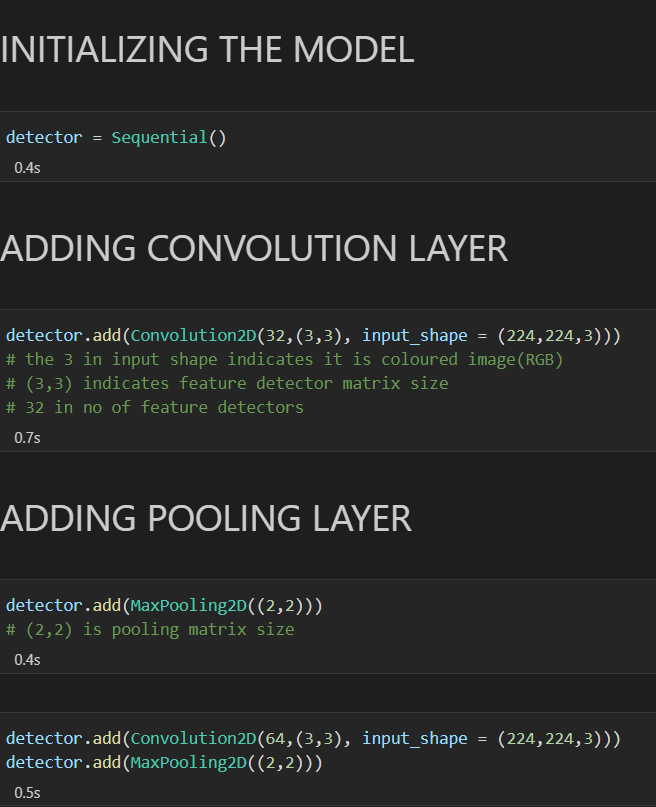 INITIALIZING THE MODEL
detector = Sequential()
0.4s
ADDING CONVOLUTION LAYER
detector.add(Convolution2D(32,(3,3), input_shape = (224,224,3)))
# the 3 in input shape indicates it is coloured image(RGB)
# (3,3) indicates feature detector matrix size
# 32 in no of feature detectors
0.7s
ADDING POOLING LAYER
detector.add(MaxPooling2D((2,2)))
# (2,2) is pooling matrix size
0.4s
detector.add(Convolution2D(64,(3,3), input_shape = (224,224,3)))
detector.add(MaxPooling2D((2,2)))
0.5s